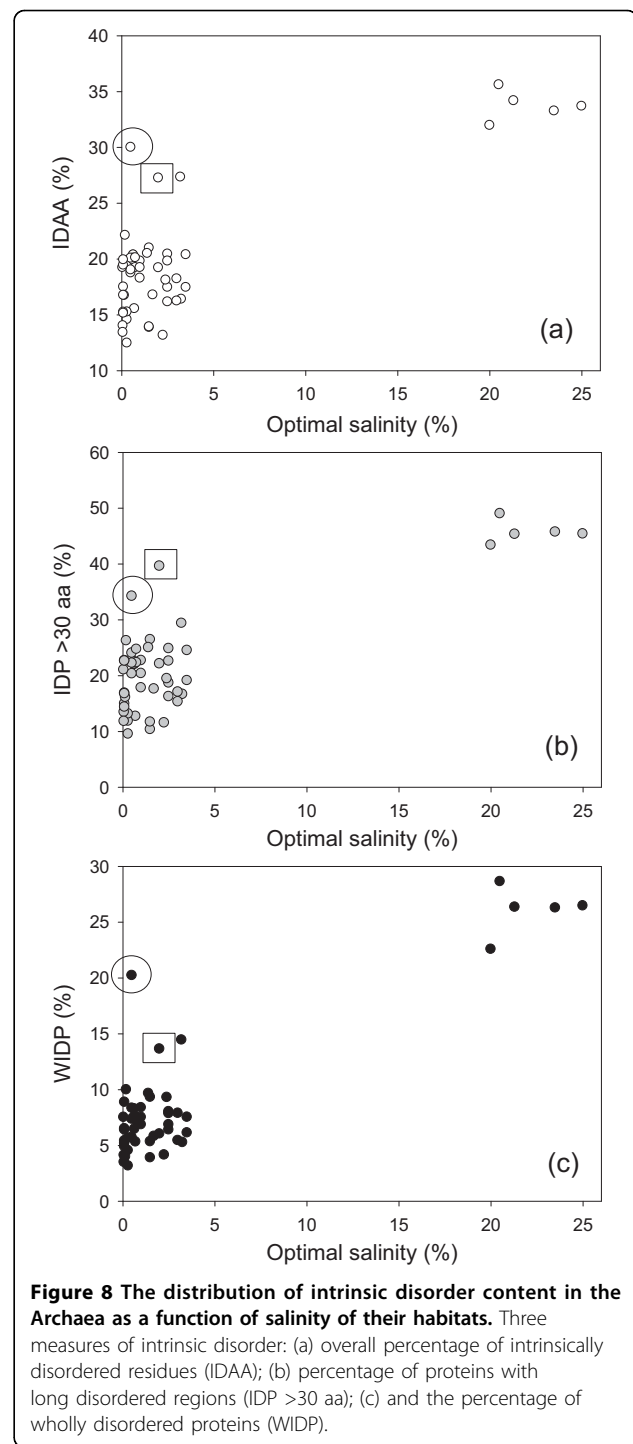 40
35
30
25
20
15
10
IDAA (%)
(a)
0 5 10 15 20 25
Optimal salinity (%)
60
50
40
30
20
10
0
IDP >30 aa (%)
(b)
0 5 10 15 20 25
Optimal salinity (%)
30
25
20
15
10
5
0
WIDP (%)
(c)
0 5 10 15 20 25
Optimal salinity (%)
Figure 8 The distribution of intrinsic disorder content in the
Archaea as a function of salinity of their habitats. Three
measures of intrinsic disorder: (a) overall percentage of intrinsically
disordered residues (IDAA); (b) percentage of proteins with
long disordered regions (IDP >30 aa); (c) and the percentage of
wholly disordered proteins (WIDP).